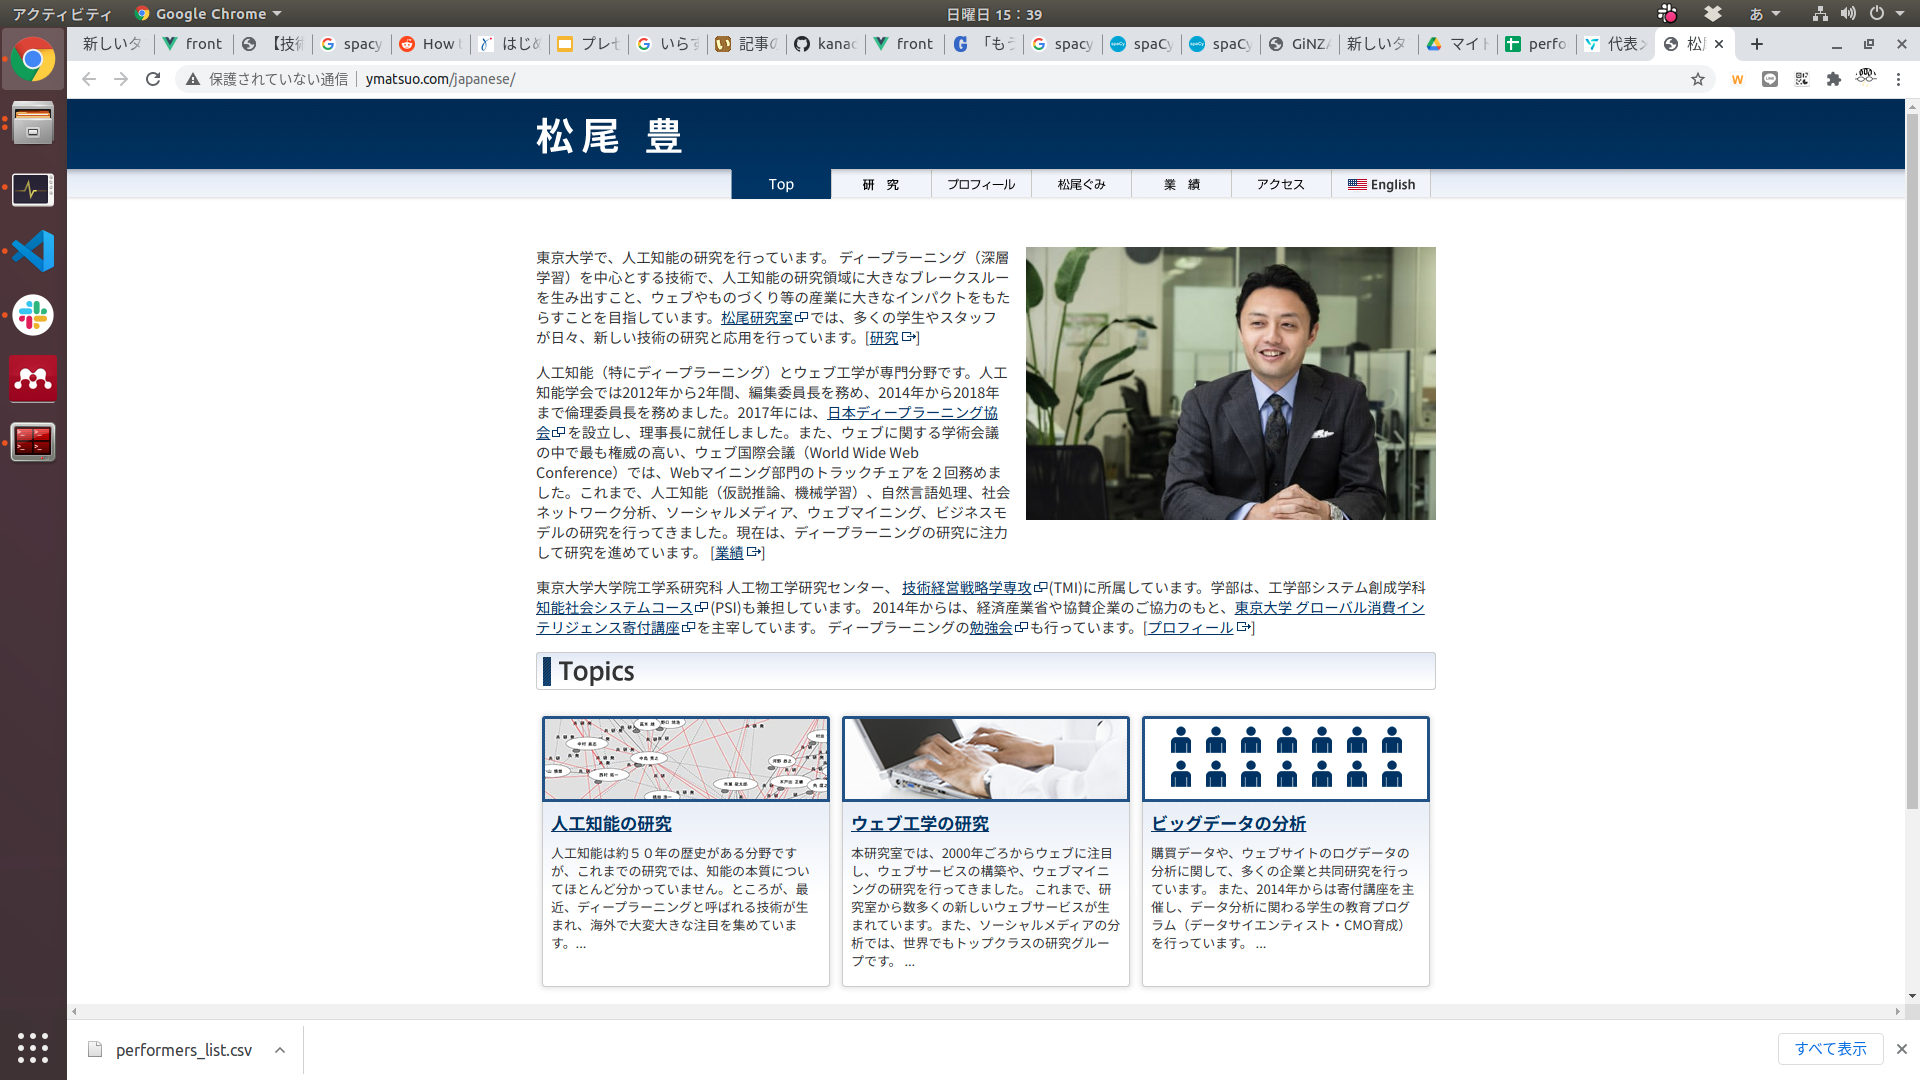 アクティビティ
Google Chrome
日曜日 15：39
あ
新しいタ
front
【技術
spacy
How t
はじめ
プレゼ
いらす
記事の
kanac
front
「もう
spacy
spaCy
spaCy
GiNZA
新しいタ
マイト
perfo
代表メ
松尾
保護されていない通信
ymatsuo.com/japanese/
松尾 豊
Top
研 究
プロフィール
松尾ぐみ
業 績
アクセス
English
東京大学で、人工知能の研究を行っています。 ディープラーニング（深層
学習）を中心とする技術で、人工知能の研究領域に大きなブレークスルー
を生み出すこと、ウェブやものづくり等の産業に大きなインパクトをもた
らすことを目指しています。松尾研究室では、多くの学生やスタッフ
が日々、新しい技術の研究と応用を行っています。[研究]
人工知能（特にディープラーニング）とウェブ工学が専門分野です。人工
知能学会では2012年から2年間、編集委員長を務め、2014年から2018年
まで倫理委員長を務めました。2017年には、日本ディープラーニング協
会を設立し、理事長に就任しました。また、ウェブに関する学術会議
の中で最も権威の高い、ウェブ国際会議（World Wide Web
Conference）では、Webマイニング部門のトラックチェアを２回務めま
した。これまで、人工知能（仮説推論、機械学習）、自然言語処理、社会
ネットワーク分析、ソーシャルメディア、ウェブマイニング、ビジネスモ
デルの研究を行ってきました。現在は、ディープラーニングの研究に注力
して研究を進めています。 [業績]
東京大学大学院工学系研究科 人工物工学研究センター、 技術経営戦略学専攻(TMI)に所属しています。学部は、工学部システム創成学科
知能社会システムコース(PSI)も兼担しています。 2014年からは、経済産業省や協賛企業のご協力のもと、東京大学 グローバル消費イン
テリジェンス寄付講座を主宰しています。 ディープラーニングの勉強会も行っています。[プロフィール]
Topics
人工知能の研究
人工知能は約５０年の歴史がある分野です
が、これまでの研究では、知能の本質につい
てほとんど分かっていません。ところが、最
近、ディープラーニングと呼ばれる技術が生
まれ、海外で大変大きな注目を集めていま
す。...
ウェブ工学の研究
本研究室では、2000年ごろからウェブに注目
し、ウェブサービスの構築や、ウェブマイニ
ングの研究を行ってきました。 これまで、研
究室から数多くの新しいウェブサービスが生
まれています。また、ソーシャルメディアの分
析では、世界でもトップクラスの研究グルー
プです。 ...
ビッグデータの分析
購買データや、ウェブサイトのログデータの
分析に関して、多くの企業と共同研究を行っ
ています。 また、2014年からは寄付講座を主
催し、データ分析に関わる学生の教育プログ
ラム（データサイエンティスト・CMO育成）
を行っています。 ...
performers_list.csv
すべて表示